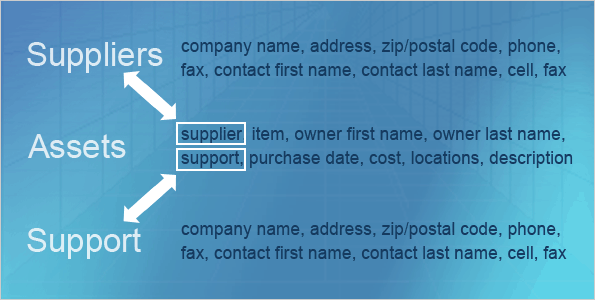 Suppliers
company name, address, zip/postal code, phone,
fax, contact first name, contact last name, cell, fax
Assets
supplier, item, owner first name, owner last name,
support, purchase date, cost, locations, description
Support
company name, address, zip/postal code, phone,
fax, contact first name, contact last name, cell, fax